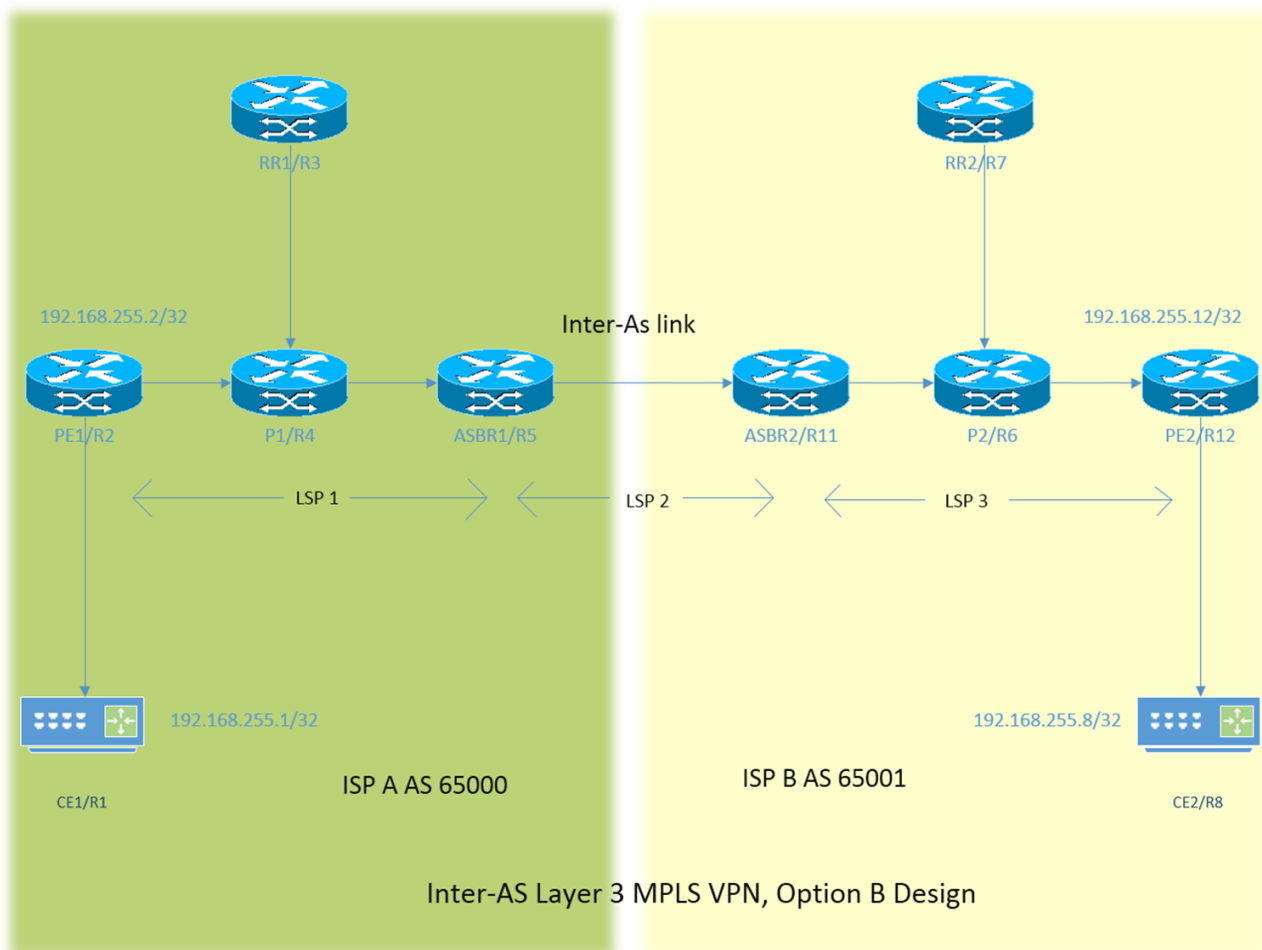 RR1/R3
RR2/R7
192.168.255.2/32
Inter-As link
192.168.255.12/32
PE1/R2
P1/R4
ASBR1/R5
ASBR2/R11
P2/R6
PE2/R12
LSP 1
LSP 2
LSP 3
192.168.255.1/32
192.168.255.8/32
ISP A AS 65000
ISP B AS 65001
CE1/R1
CE2/R8
Inter-AS Layer 3 MPLS VPN, Option B Design